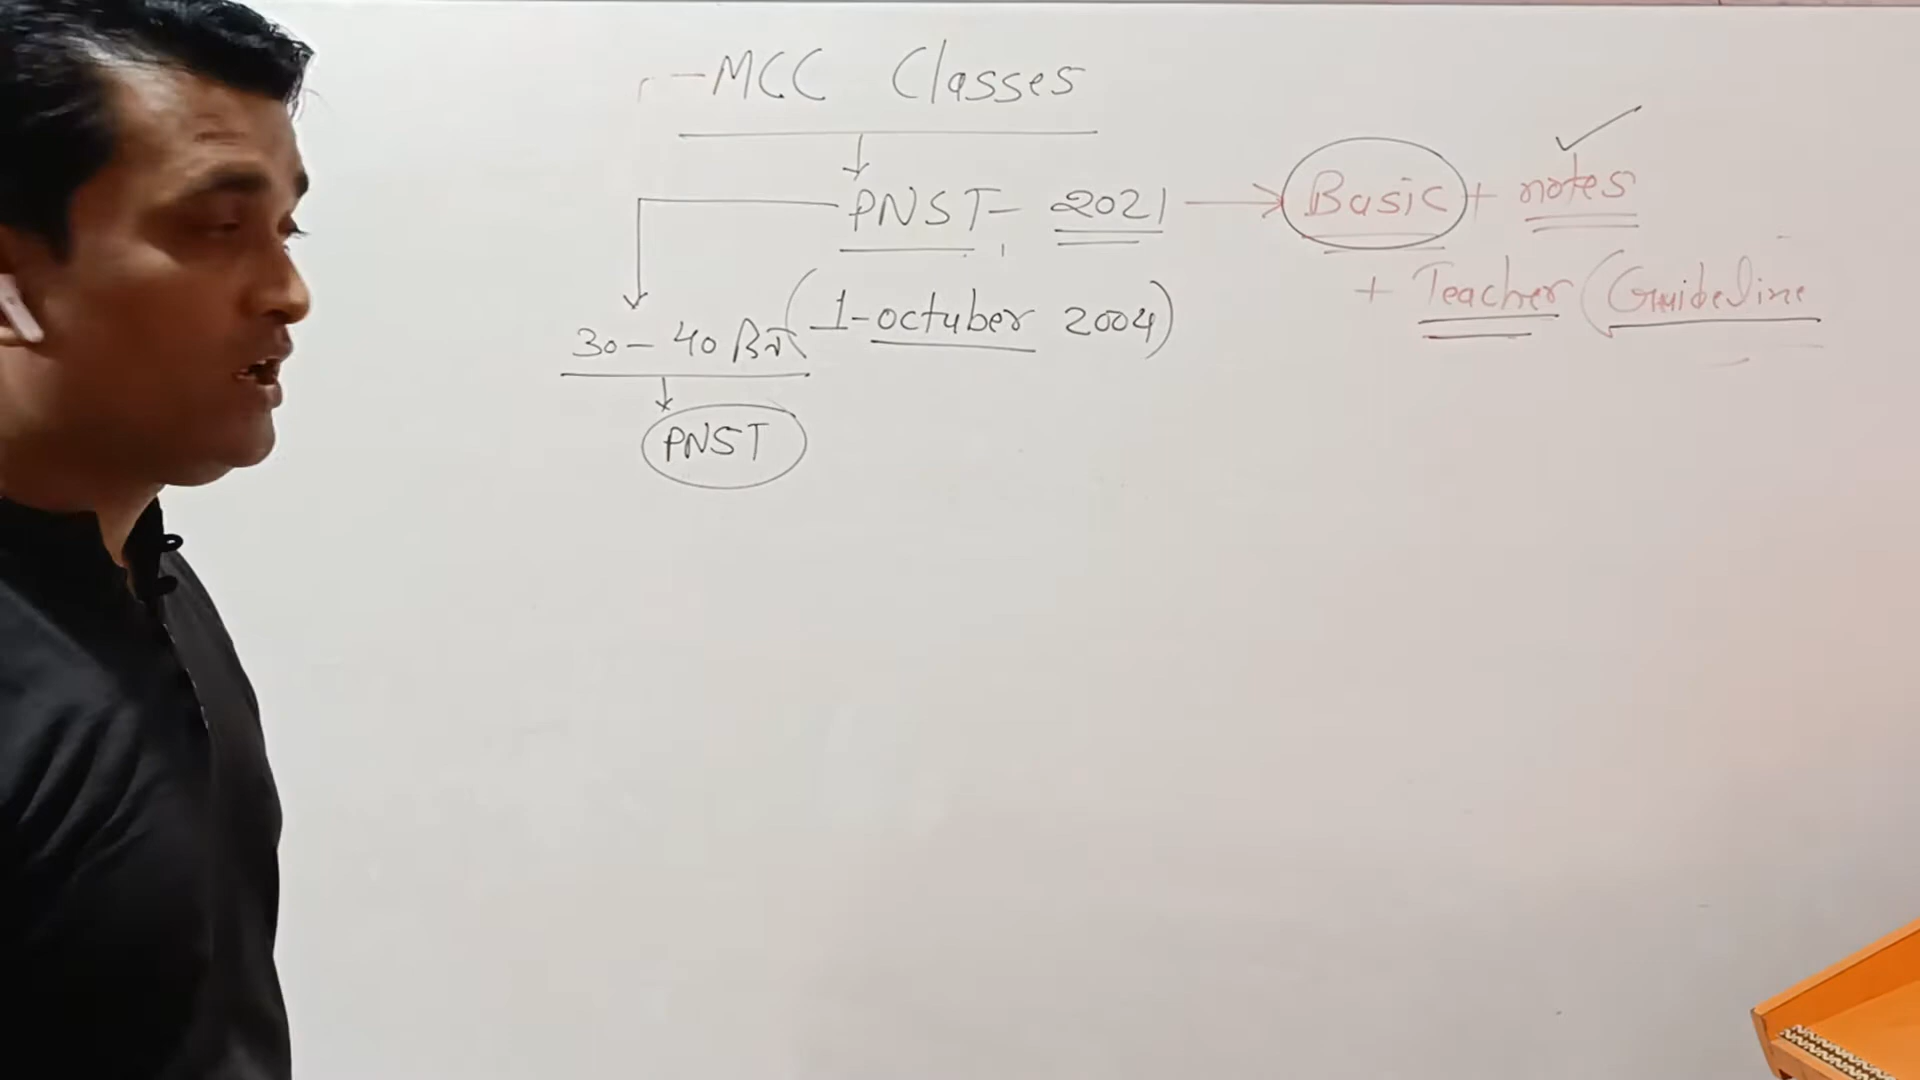 MCC Classes
PNST- 2021 → Basic + notes
+ Teacher (Guideline
(1-octuber 2004)
30-40 दिन
PNST